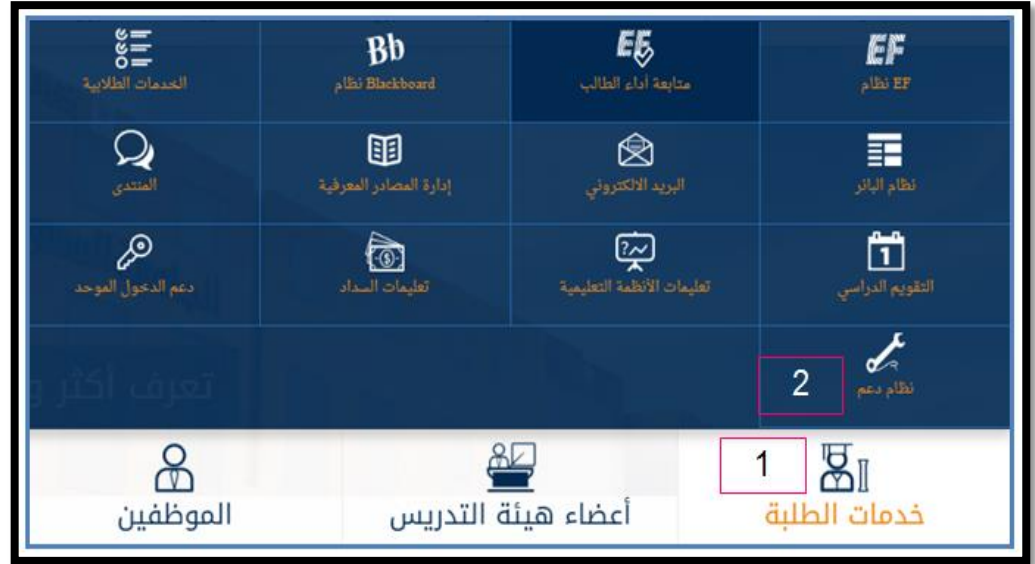 EF
نظام EF
متابعة أداء الطالب
Bb
نظام Blackboard
الخدمات الطلابية
نظام البانر
البريد الالكتروني
إدارة المصادر المعرفية
المنتدى
1
التقويم الدراسي
تعليمات الأنظمة التعليمية
تعليمات السداد
دعم الدخول الموحد
نظام دعم
2
تعرف أكثر و
1
خدمات الطلبة
أعضاء هيئة التدريس
الموظفين